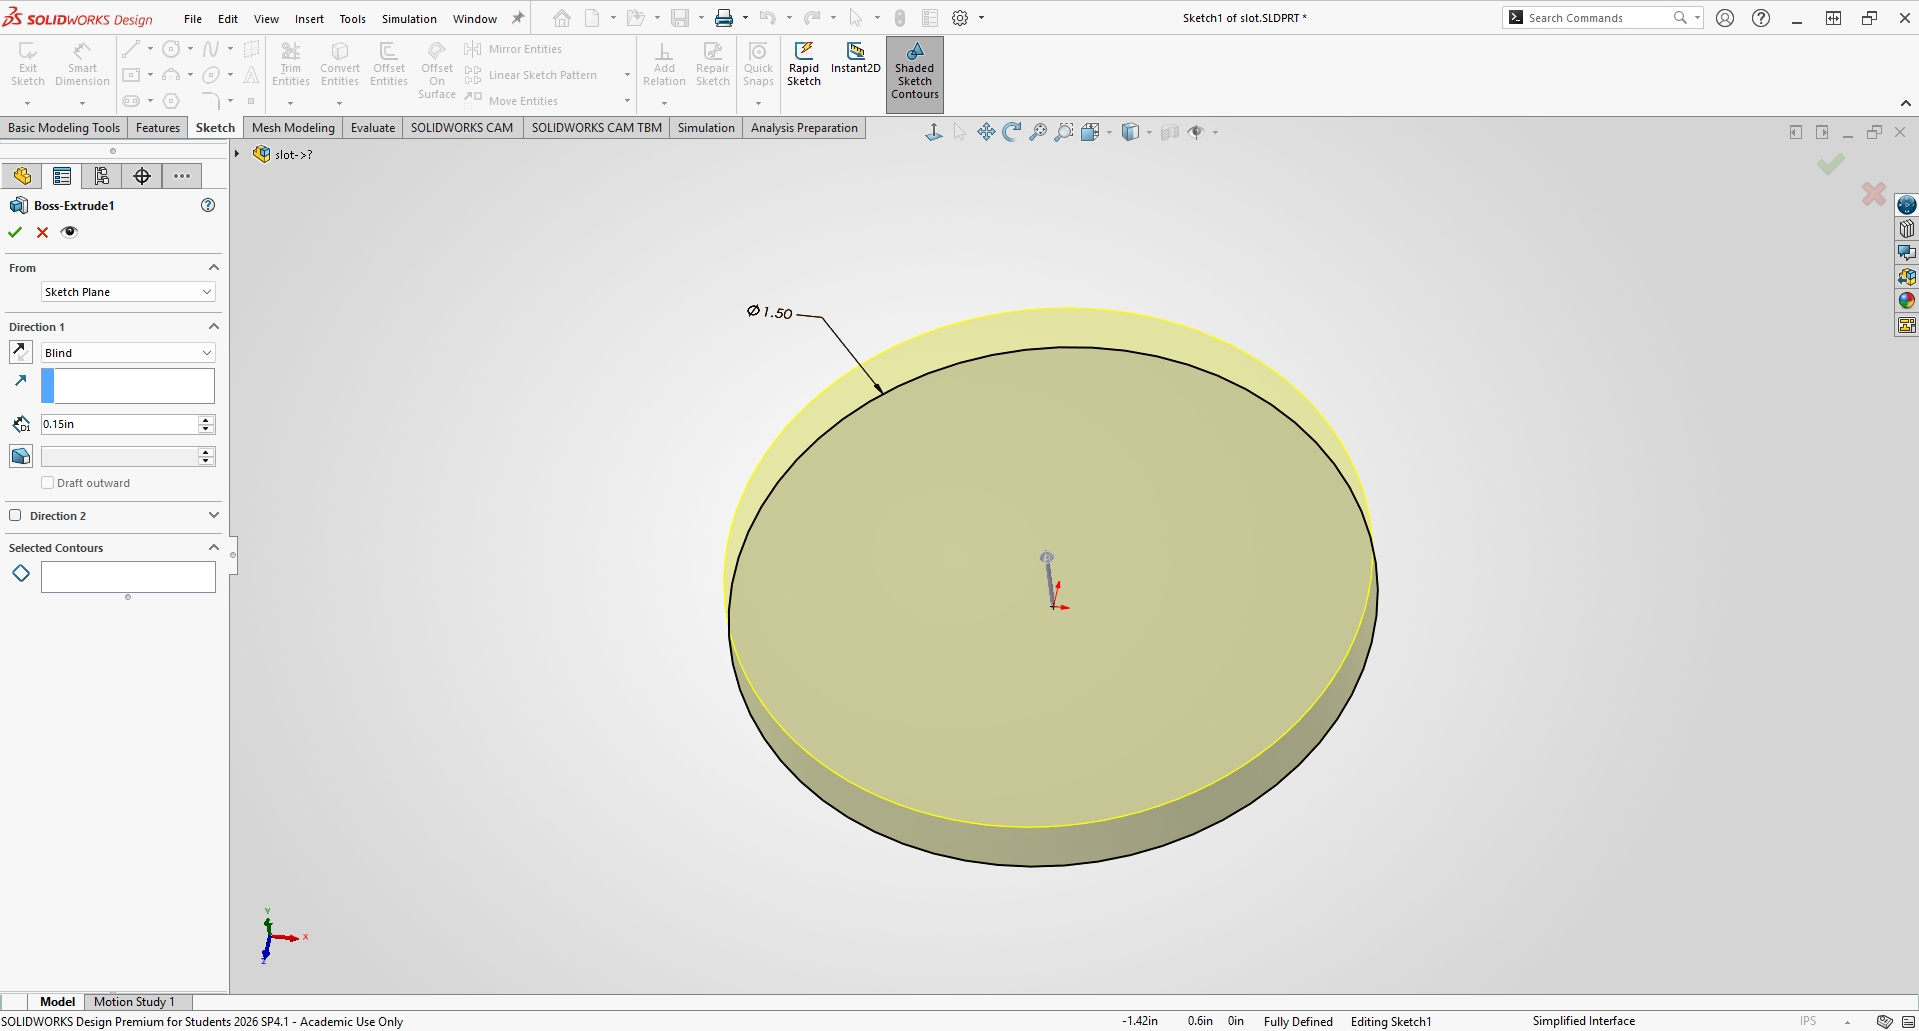 SOLIDWORKS Design File Edit View Insert Tools Simulation Window Sketch1 of slot.SLDPRT * Search Commands
Exit Sketch
Smart Dimension
Trim Entities
Convert Entities
Offset Entities
Offset On Surface
Mirror Entities
Linear Sketch Pattern
Move Entities
Add Relation
Repair Sketch
Quick Snaps
Rapid Sketch
Instant2D
Shaded Sketch Contours
Basic Modeling Tools Features Sketch Mesh Modeling Evaluate SOLIDWORKS CAM SOLIDWORKS CAM TBM Simulation Analysis Preparation
slot->?
Boss-Extrude1
From
Sketch Plane
Direction 1
Blind
D1 0.15in
Draft outward
Direction 2
Selected Contours
Ø 1.50
Y
X
Z
Model Motion Study 1
SOLIDWORKS Design Premium for Students 2026 SP4.1 - Academic Use Only -1.42in 0.6in 0in Fully Defined Editing Sketch1 Simplified Interface IPS